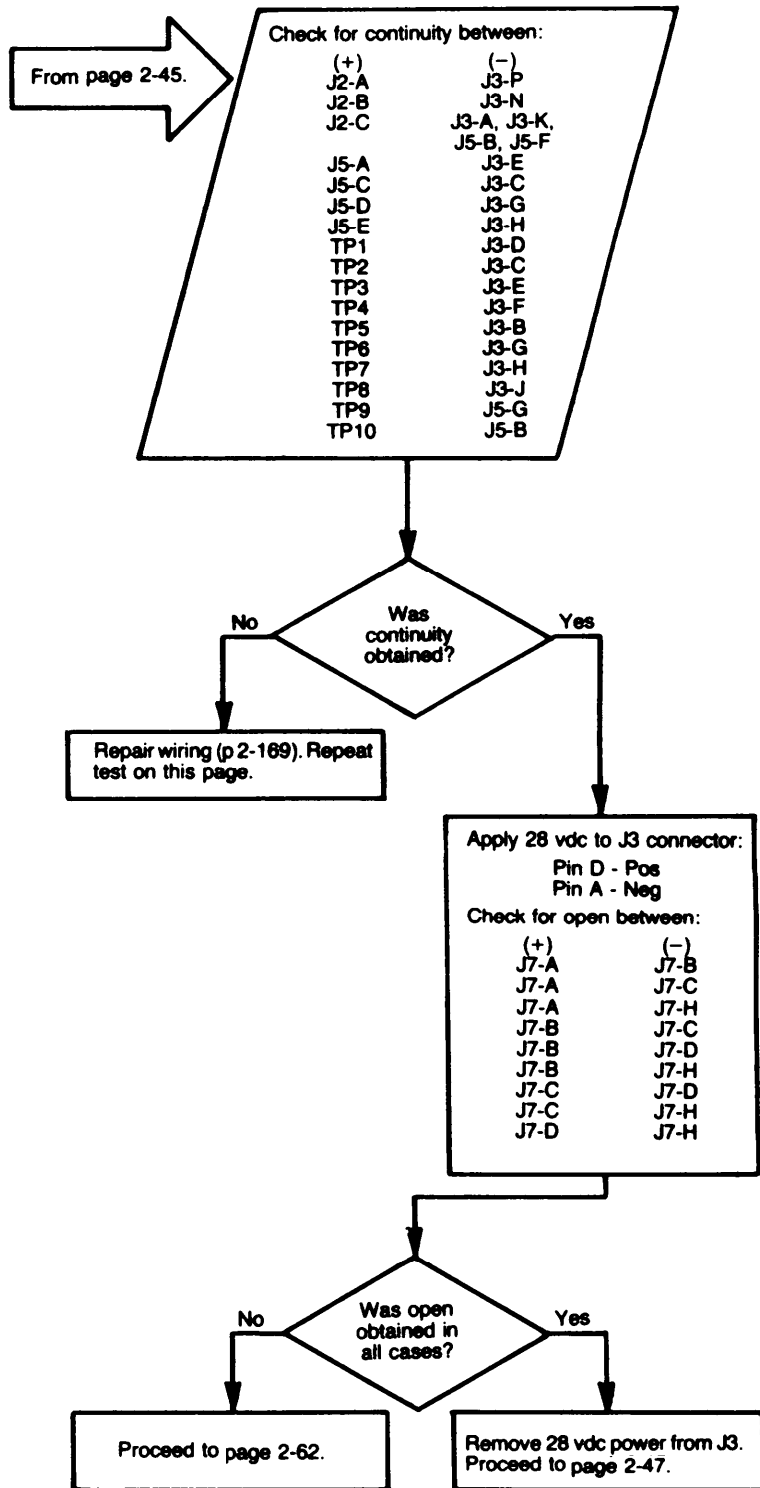 From page 2-45.
Check for continuity between:
(+) (-)
J2-A J3-P
J2-B J3-N
J2-C J3-A, J3-K,
J5-B, J5-F
J5-A J3-E
J5-C J3-C
J5-D J3-G
J5-E J3-H
TP1 J3-D
TP2 J3-C
TP3 J3-E
TP4 J3-F
TP5 J3-B
TP6 J3-G
TP7 J3-H
TP8 J3-J
TP9 J5-G
TP10 J5-B
Was
continuity
obtained?
No
Yes
Repair wiring (p 2-169). Repeat
test on this page.
Apply 28 vdc to J3 connector:
Pin D - Pos
Pin A - Neg
Check for open between:
(+) (-)
J7-A J7-B
J7-A J7-C
J7-A J7-H
J7-B J7-C
J7-B J7-D
J7-B J7-H
J7-C J7-D
J7-C J7-H
J7-D J7-H
Was open
obtained in
all cases?
No
Yes
Proceed to page 2-62.
Remove 28 vdc power from J3.
Proceed to page 2-47.